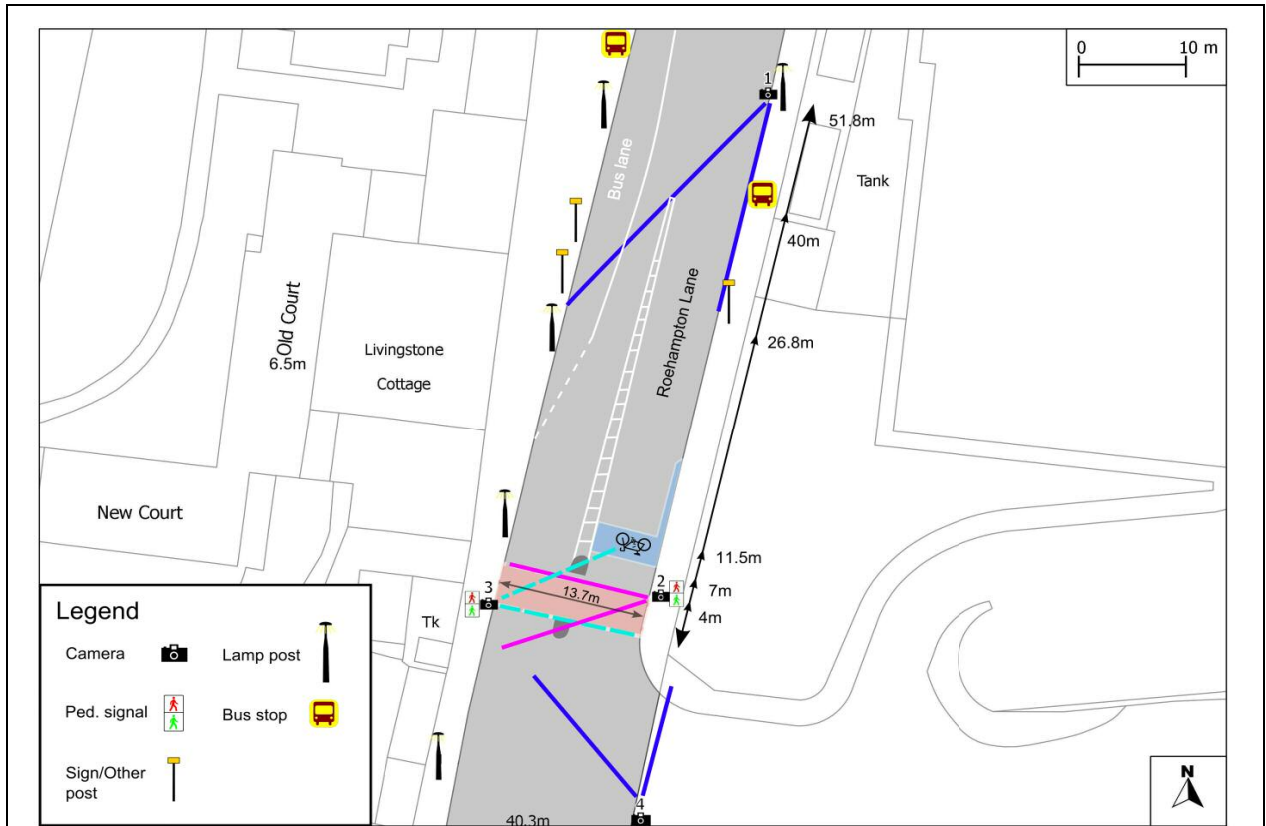 0 10 m
1
51.8m
Bus lane
Tank
40m
Old Court
6.5m
Livingstone
Cottage
Roehampton Lane
26.8m
New Court
11.5m
3
13.7m
2
7m
4m
Tk
Legend
Camera
Lamp post
Ped. signal
Bus stop
Sign/Other
post
4
40.3m
N